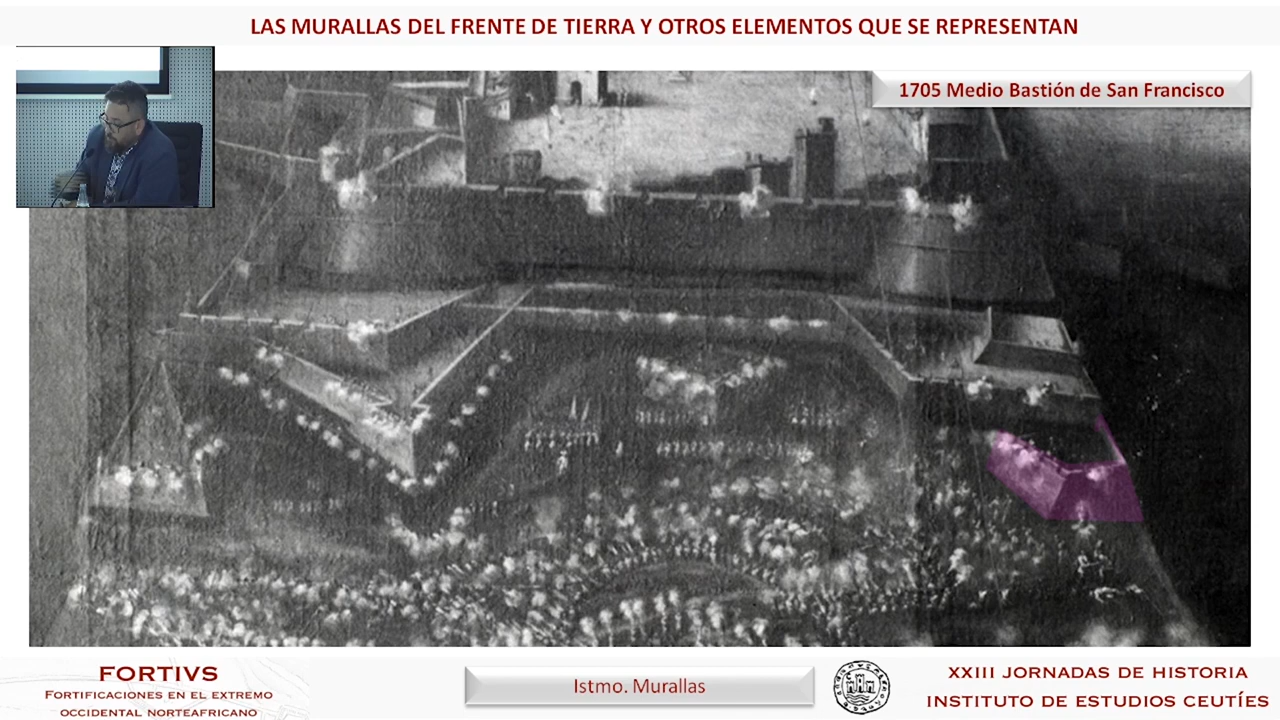 LAS MURALLAS DEL FRENTE DE TIERRA Y OTROS ELEMENTOS QUE SE REPRESENTAN
1705 Medio Bastión de San Francisco
FORTIVS
FORTIFICACIONES EN EL EXTREMO
OCCIDENTAL NORTEAFRICANO
Istmo. Murallas
XXIII JORNADAS DE HISTORIA
INSTITUTO DE ESTUDIOS CEUTÍES